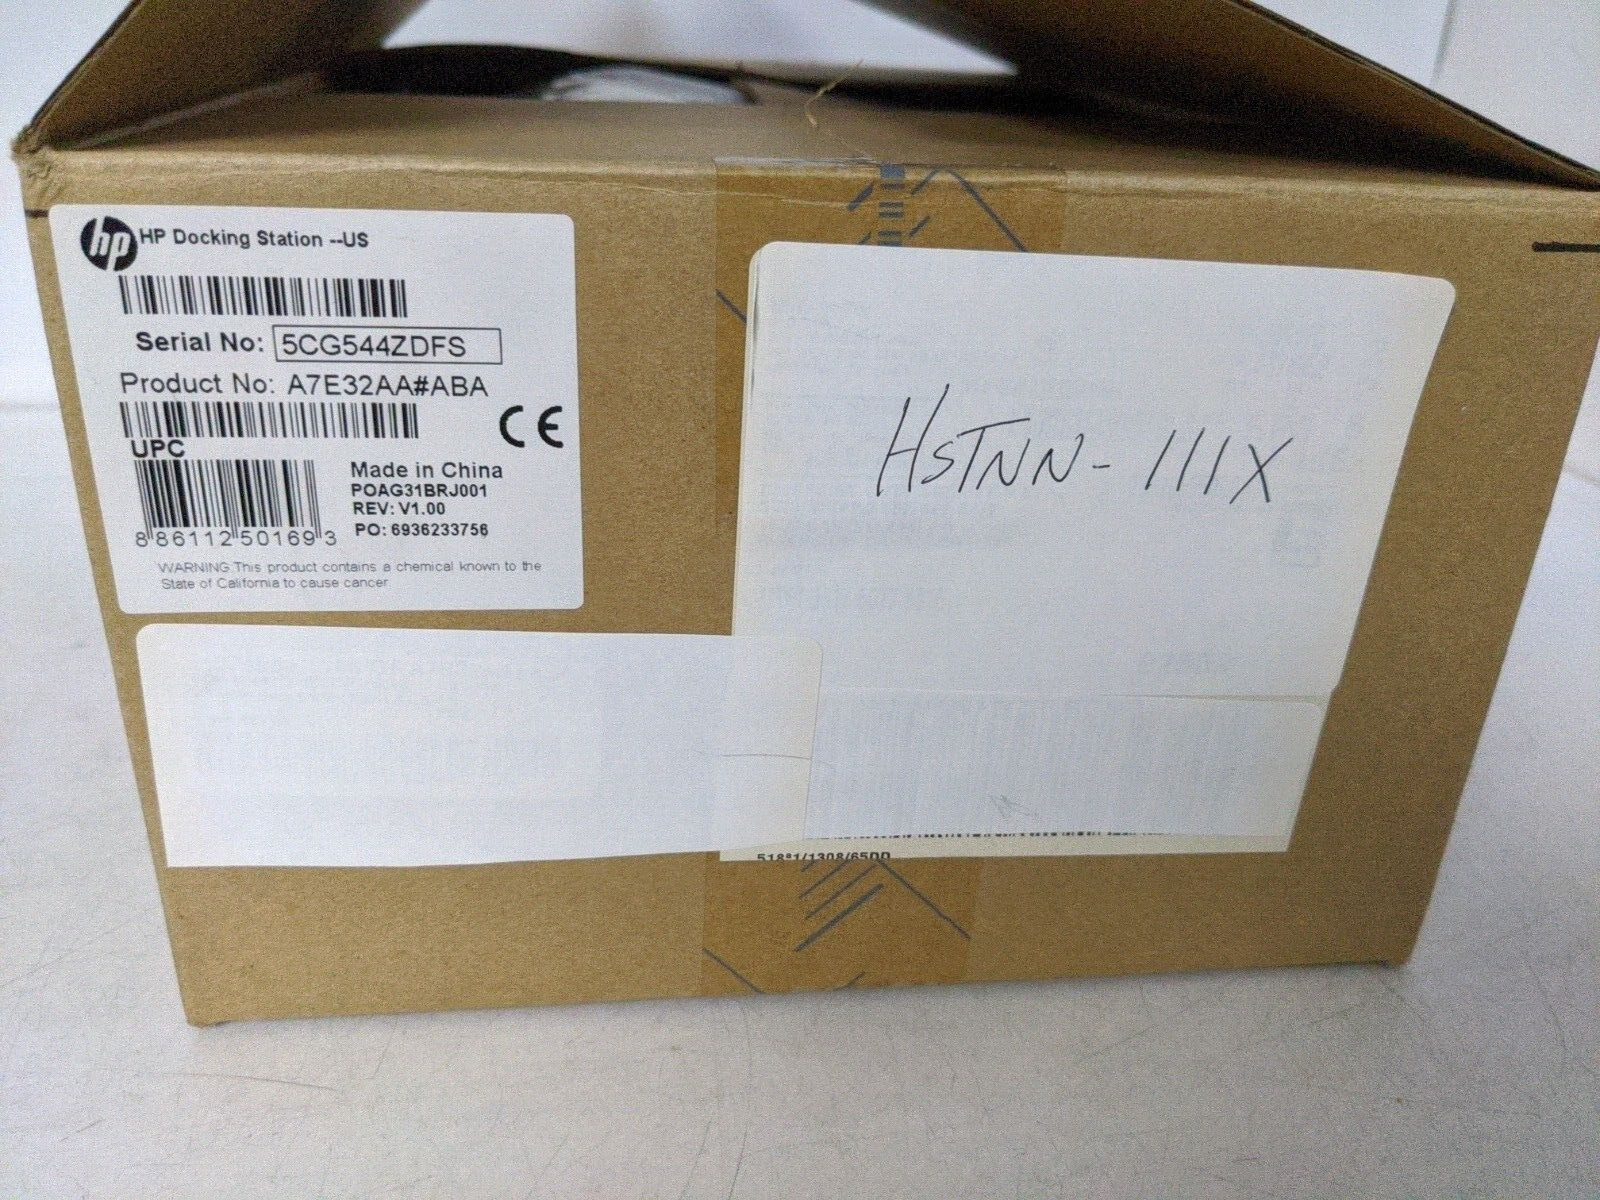 hp
HP Docking Station --US
Serial No: 5CG544ZDFS
Product No: A7E32AA#ABA
UPC
Made in China
POAG31BRJ001
REV: V1.00
PO: 6936233756
8 86112 50169 3
WARNING:This product contains a chemical known to the
State of California to cause cancer
CE
HSTNN-111X